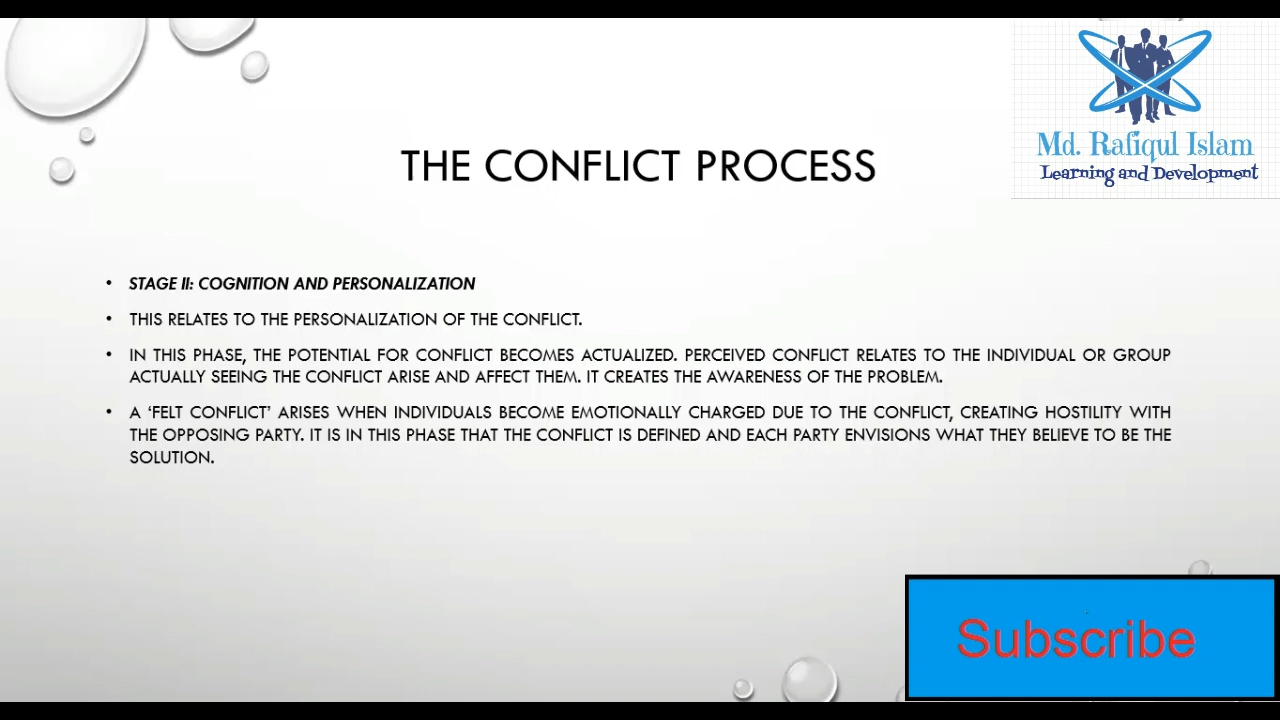 Md. Rafiqul Islam
Learning and Development
THE CONFLICT PROCESS
• STAGE II: COGNITION AND PERSONALIZATION
• THIS RELATES TO THE PERSONALIZATION OF THE CONFLICT.
• IN THIS PHASE, THE POTENTIAL FOR CONFLICT BECOMES ACTUALIZED. PERCEIVED CONFLICT RELATES TO THE INDIVIDUAL OR GROUP
ACTUALLY SEEING THE CONFLICT ARISE AND AFFECT THEM. IT CREATES THE AWARENESS OF THE PROBLEM.
• A ‘FELT CONFLICT’ ARISES WHEN INDIVIDUALS BECOME EMOTIONALLY CHARGED DUE TO THE CONFLICT, CREATING HOSTILITY WITH
THE OPPOSING PARTY. IT IS IN THIS PHASE THAT THE CONFLICT IS DEFINED AND EACH PARTY ENVISIONS WHAT THEY BELIEVE TO BE THE
SOLUTION.
Subscribe